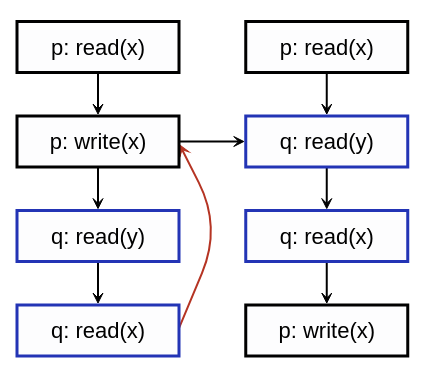 p: read(x)
p: write(x)
q: read(y)
q: read(x)
p: read(x)
q: read(y)
q: read(x)
p: write(x)